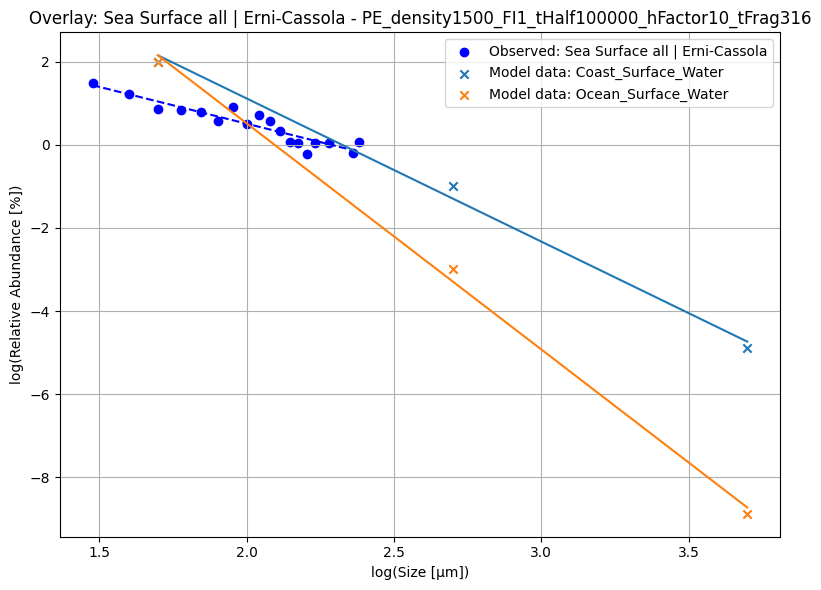 Overlay: Sea Surface all | Erni-Cassola - PE_density1500_FI1_tHalf100000_hFactor10_tFrag316
Observed: Sea Surface all | Erni-Cassola
Model data: Coast_Surface_Water
Model data: Ocean_Surface_Water
log(Relative Abundance [%])
2
0
−2
−4
−6
−8
1.5
2.0
2.5
3.0
3.5
log(Size [µm])